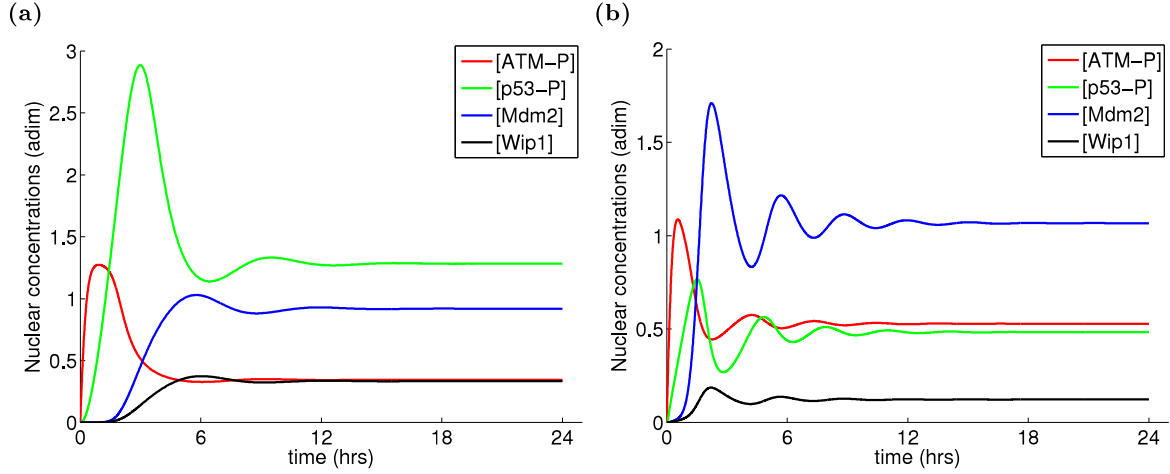 (a)
Nuclear concentrations (adim)
3
2.5
2
1.5
1
0.5
0
0 6 12 18 24
time (hrs)
[ATM-P]
[p53-P]
[Mdm2]
[Wip1]
(b)
Nuclear concentrations (adim)
2
1.5
1
0.5
0
0 6 12 18 24
time (hrs)
[ATM-P]
[p53-P]
[Mdm2]
[Wip1]